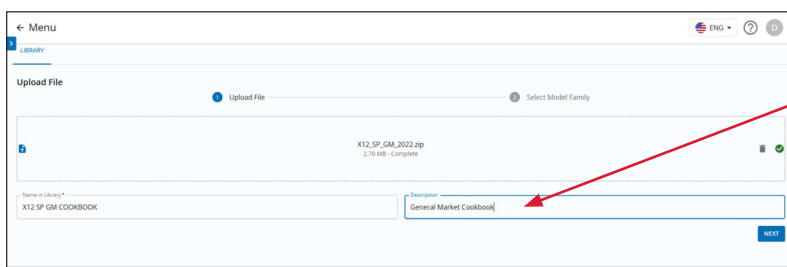 ← Menu
ENG
D
LIBRARY
Upload File
1 Upload File
2 Select Model Family
X12_SP_GM_2022.zip
2.70 MB - Complete
Name in Library *
X12 SP GM COOKBOOK
Description
General Market Cookbook
NEXT